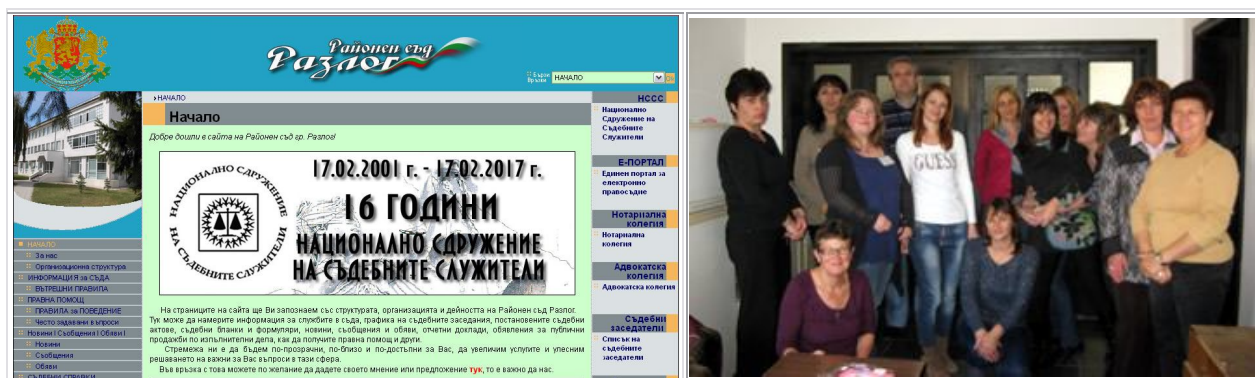 Районен съд
Разлог
Бързи
Връзки
НАЧАЛО
Ок
› НАЧАЛО
Начало
Добре дошли в сайта на Районен съд гр. Разлог!
НАЦИОНАЛНО СДРУЖЕНИЕ
НА СЪДЕБНИТЕ СЛУЖИТЕЛИ
17.02.2001 г. - 17.02.2017 г.
16 ГОДИНИ
НАЦИОНАЛНО СДРУЖЕНИЕ
НА СЪДЕБНИТЕ СЛУЖИТЕЛИ
На страниците на сайта ще Ви запознаем със структурата, организацията и дейността на Районен съд Разлог.
Тук може да намерите информация за службите в съда, графика на съдебните заседания, постановените съдебни
актове, съдебни бланки и формуляри, новини, съобщения и обяви, отчетни доклади, обявления за публични
продажби по изпълнителни дела, как да получите правна помощ и други.
Стремежа ни е да бъдем по-прозрачни, по-близо и по-достъпни за Вас, да увеличим услугите и улесним
решаването на важни за Вас въпроси в тази сфера.
Във връзка с това можете по желание да дадете своето мнение или предложение тук, то е важно да нас.
НАЧАЛО
За нас
Организационна структура
ИНФОРМАЦИЯ за СЪДА
ВЪТРЕШНИ ПРАВИЛА
ПРАВНА ПОМОЩ
ПРАВИЛА за ПОВЕДЕНИЕ
Често задавани въпроси
Новини I Съобщения I Обяви I
Новини
Съобщения
Обяви
СЪДЕБНИ СПРАВКИ
НССС
Национално
Сдружение на
Съдебните
Служители
Е-ПОРТАЛ
Единен портал за
електронно
правосъдие
Нотариална
колегия
Нотариална
колегия
Адвокатска
колегия
Адвокатска колегия
Съдебни
заседатели
Списък на
съдебните
заседатели
GUESS